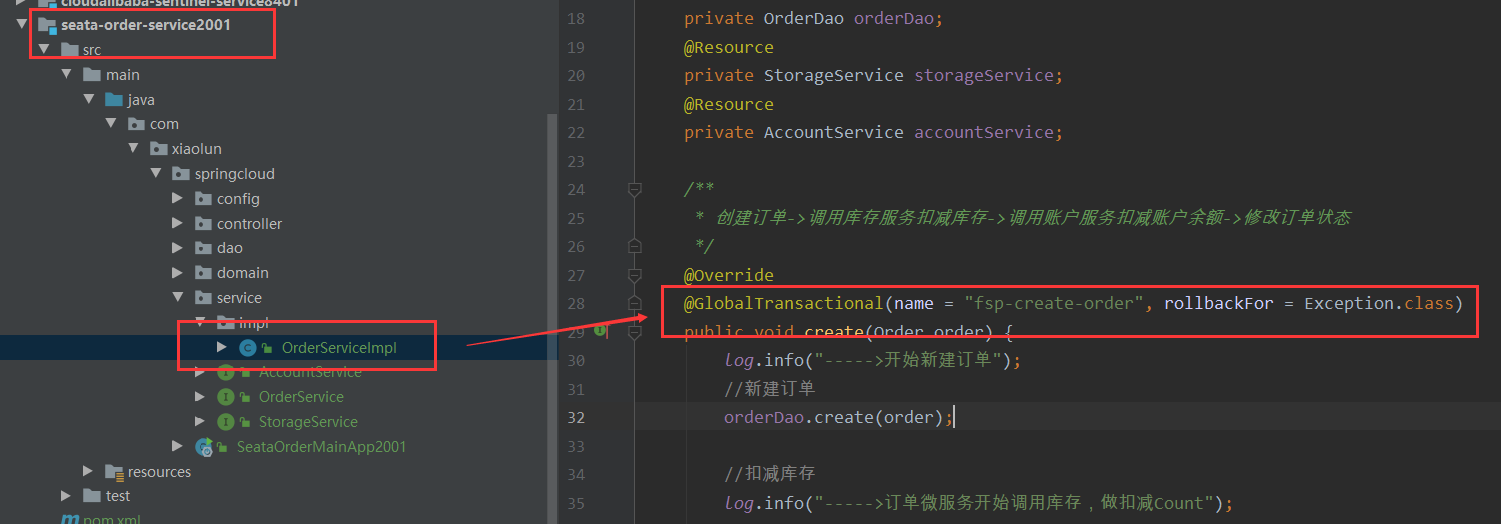 cloudalibaba-sentinel-service8401
seata-order-service2001
src
main
java
com
xiaolun
springcloud
config
controller
dao
domain
service
impl
OrderServiceImpl
AccountService
OrderService
StorageService
SeataOrderMainApp2001
resources
test
pom.xml
18 private OrderDao orderDao;
19 @Resource
20 private StorageService storageService;
21 @Resource
22 private AccountService accountService;
23
24 /**
25 * 创建订单->调用库存服务扣减库存->调用账户服务扣减账户余额->修改订单状态
26 */
27 @Override
28 @GlobalTransactional(name = "fsp-create-order", rollbackFor = Exception.class)
29 public void create(Order order) {
30 log.info("----->开始新建订单");
31 //新建订单
32 orderDao.create(order);
33
34 //扣减库存
35 log.info("----->订单微服务开始调用库存，做扣减Count");